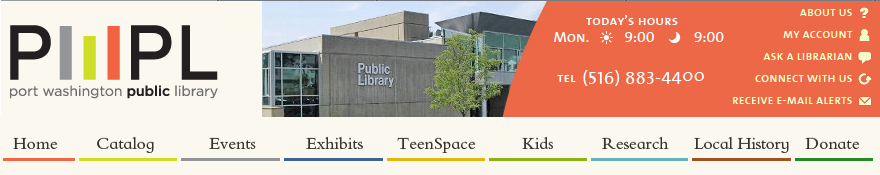 PWPL
port washington public library
Public
Library
TODAY'S HOURS
MON. 9:00 9:00
TEL (516) 883-4400
ABOUT US ?
MY ACCOUNT
ASK A LIBRARIAN
CONNECT WITH US
RECEIVE E-MAIL ALERTS
Home Catalog Events Exhibits TeenSpace Kids Research Local History Donate